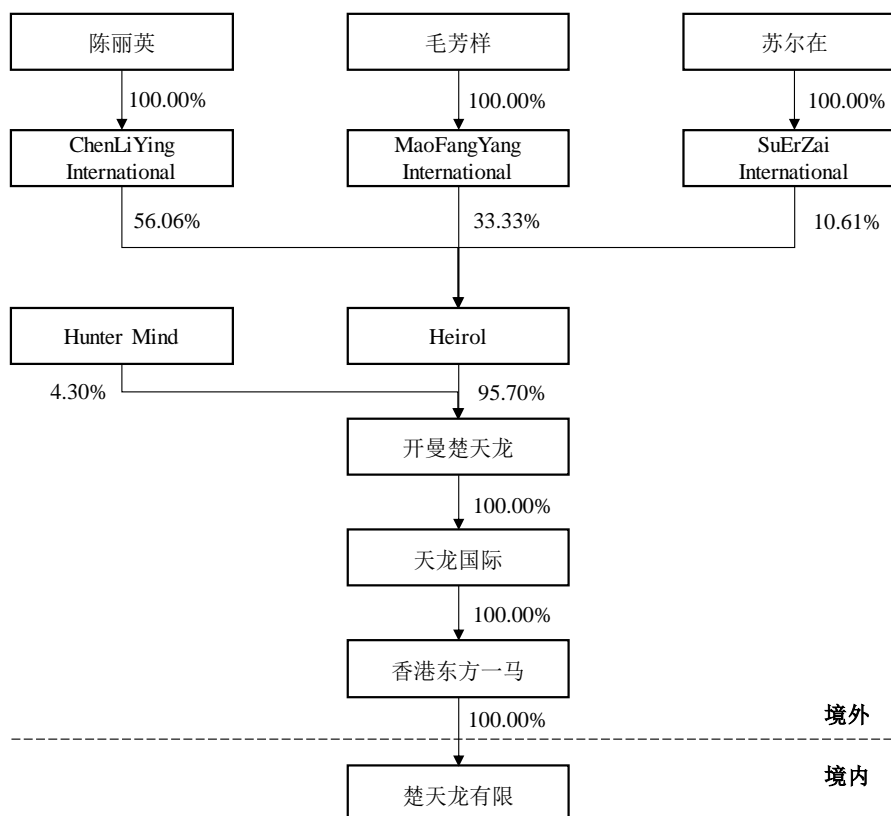 陈丽英
毛芳样
苏尔在
100.00%
100.00%
100.00%
ChenLiYing
International
MaoFangYang
International
SuErZai
International
56.06%
33.33%
10.61%
Hunter Mind
Heirol
4.30%
95.70%
开曼楚天龙
100.00%
天龙国际
100.00%
香港东方一马
100.00%
境外
境内
楚天龙有限